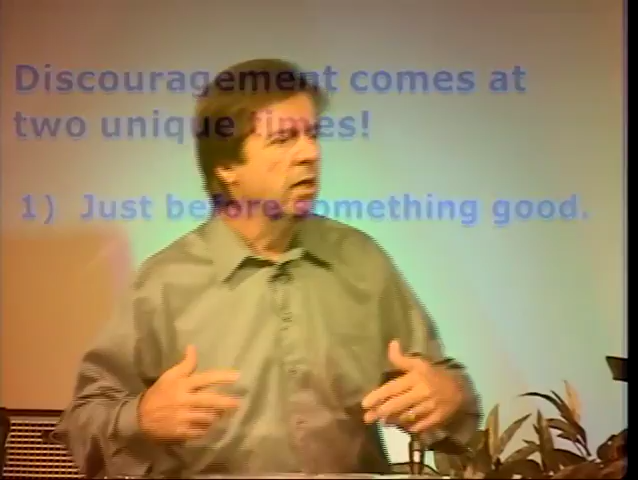 Discouragement comes at
two unique times!
1) Just before something good.